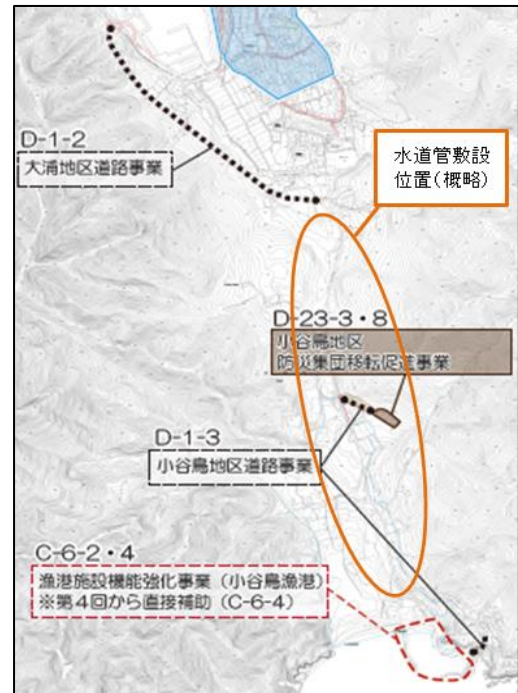 D-1-2
大浦地区道路事業
水道管敷設
位置(概略)
D-23-3・8
小谷鳥地区
防災集団移転促進事業
D-1-3
小谷鳥地区道路事業
C-6-2・4
漁港施設機能強化事業（小谷鳥漁港）
※第４回から直接補助（C-6-4）